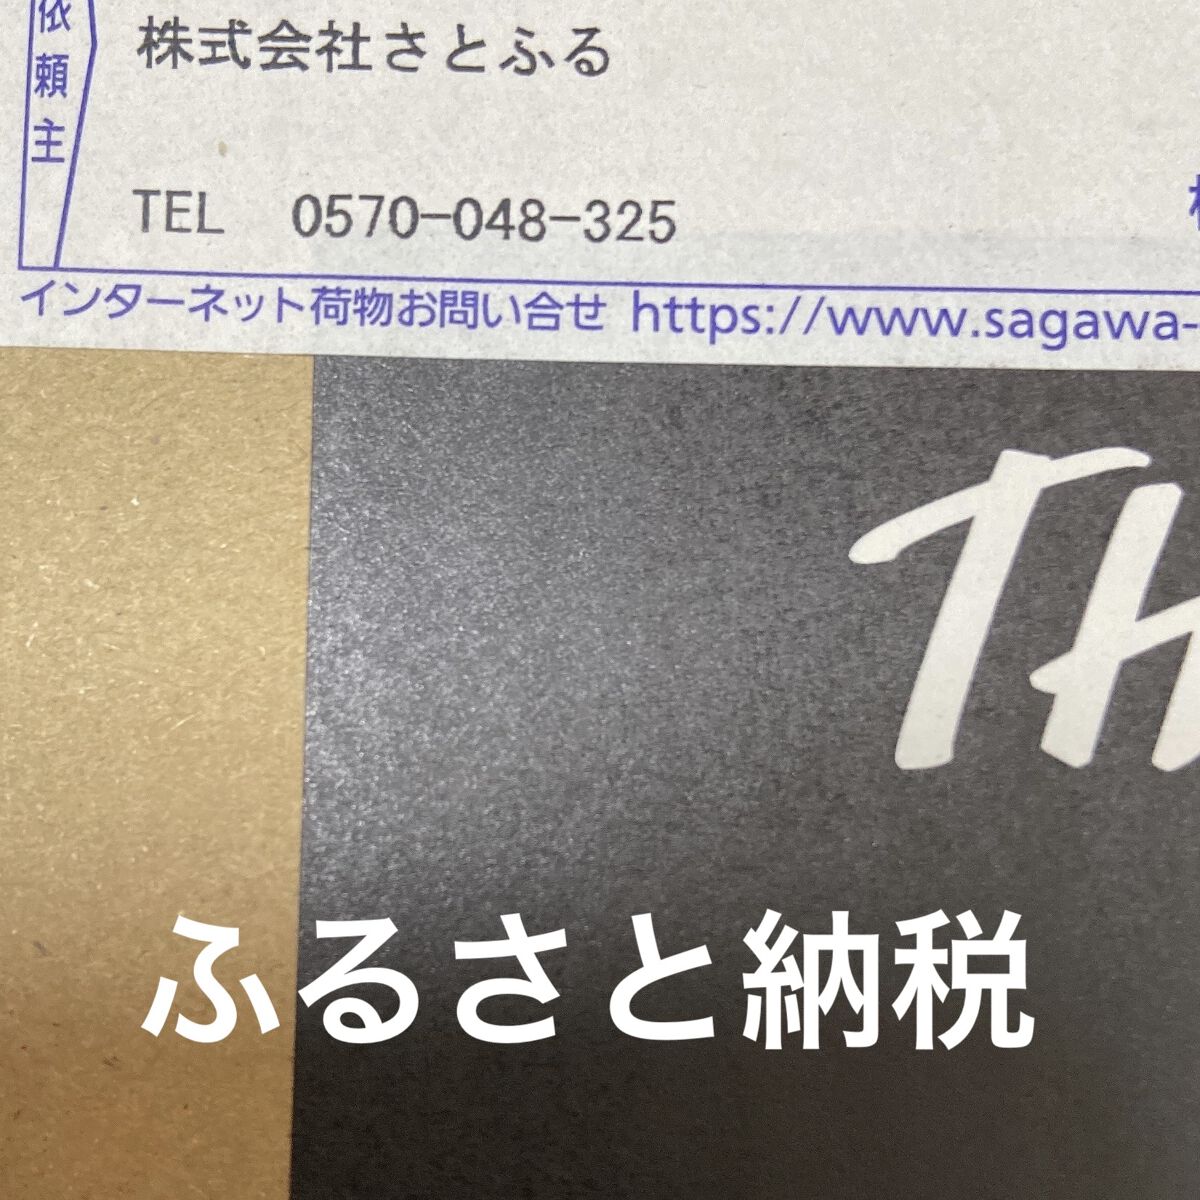 依頼主
株式会社さとふる
TEL 0570-048-325
インターネット荷物お問い合せ https://www.sagawa-
TH
ふるさと納税